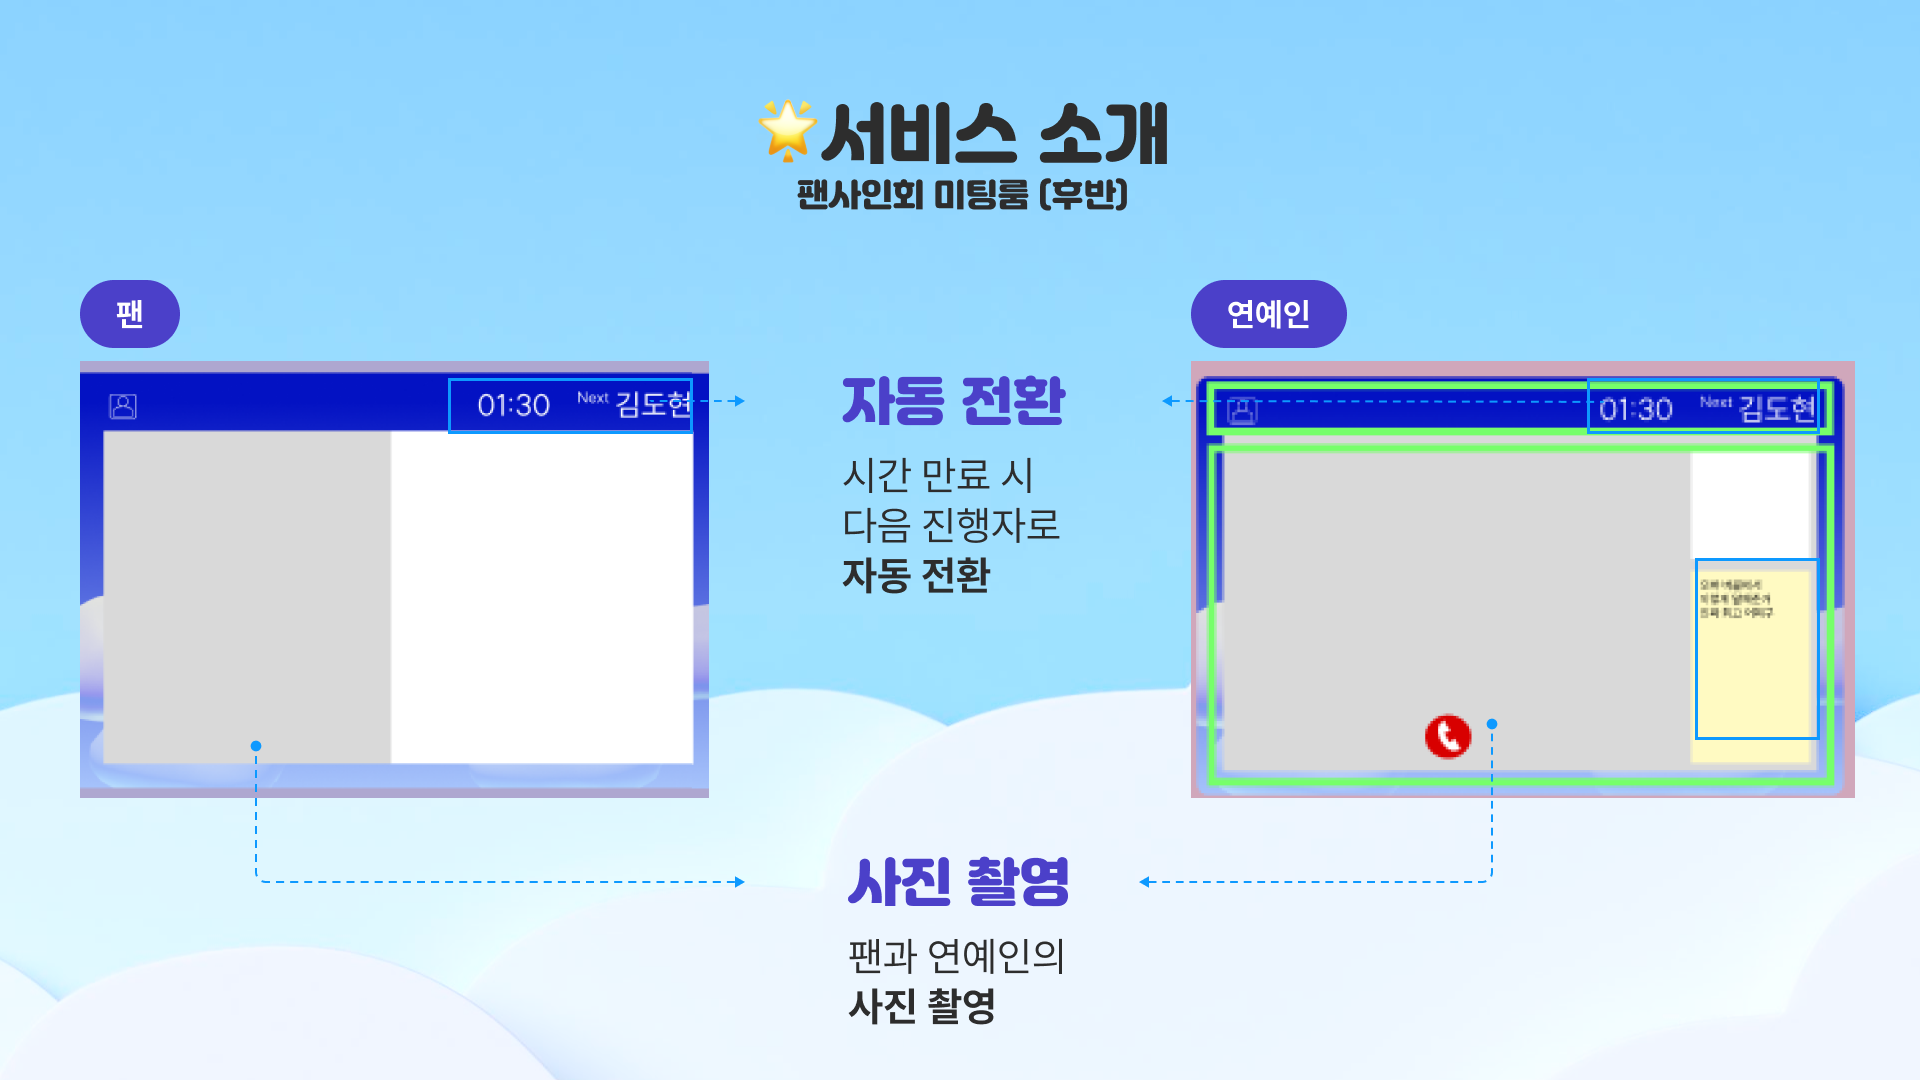 서비스 소개
팬사인회 미팅룸 (후반)
팬
연예인
01:30 Next 김도현
자동 전환
시간 만료 시
다음 진행자로
자동 전환
01:30 Next 김도현
사진 촬영
팬과 연예인의
사진 촬영